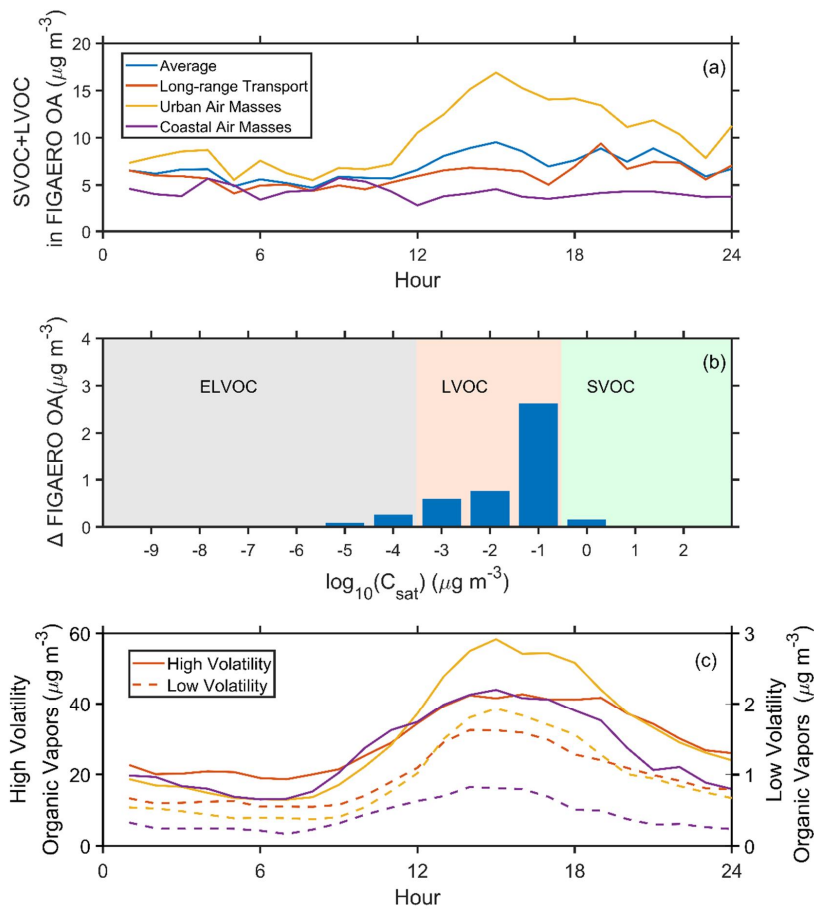 (a)
SVOC+LVOC
in FIGAERO OA (μg m⁻³)
20
15
10
5
0
Average
Long-range Transport
Urban Air Masses
Coastal Air Masses
0 6 12 18 24
Hour
(b)
Δ FIGAERO OA(μg m⁻³)
4
3
2
1
0
ELVOC LVOC SVOC
-9 -8 -7 -6 -5 -4 -3 -2 -1 0 1 2
log₁₀(Cₛₐₜ) (μg m⁻³)
(c)
High Volatility
Organic Vapors (μg m⁻³)
60
40
20
0
High Volatility
Low Volatility
3
2
1
0
Low Volatility
Organic Vapors (μg m⁻³)
0 6 12 18 24
Hour